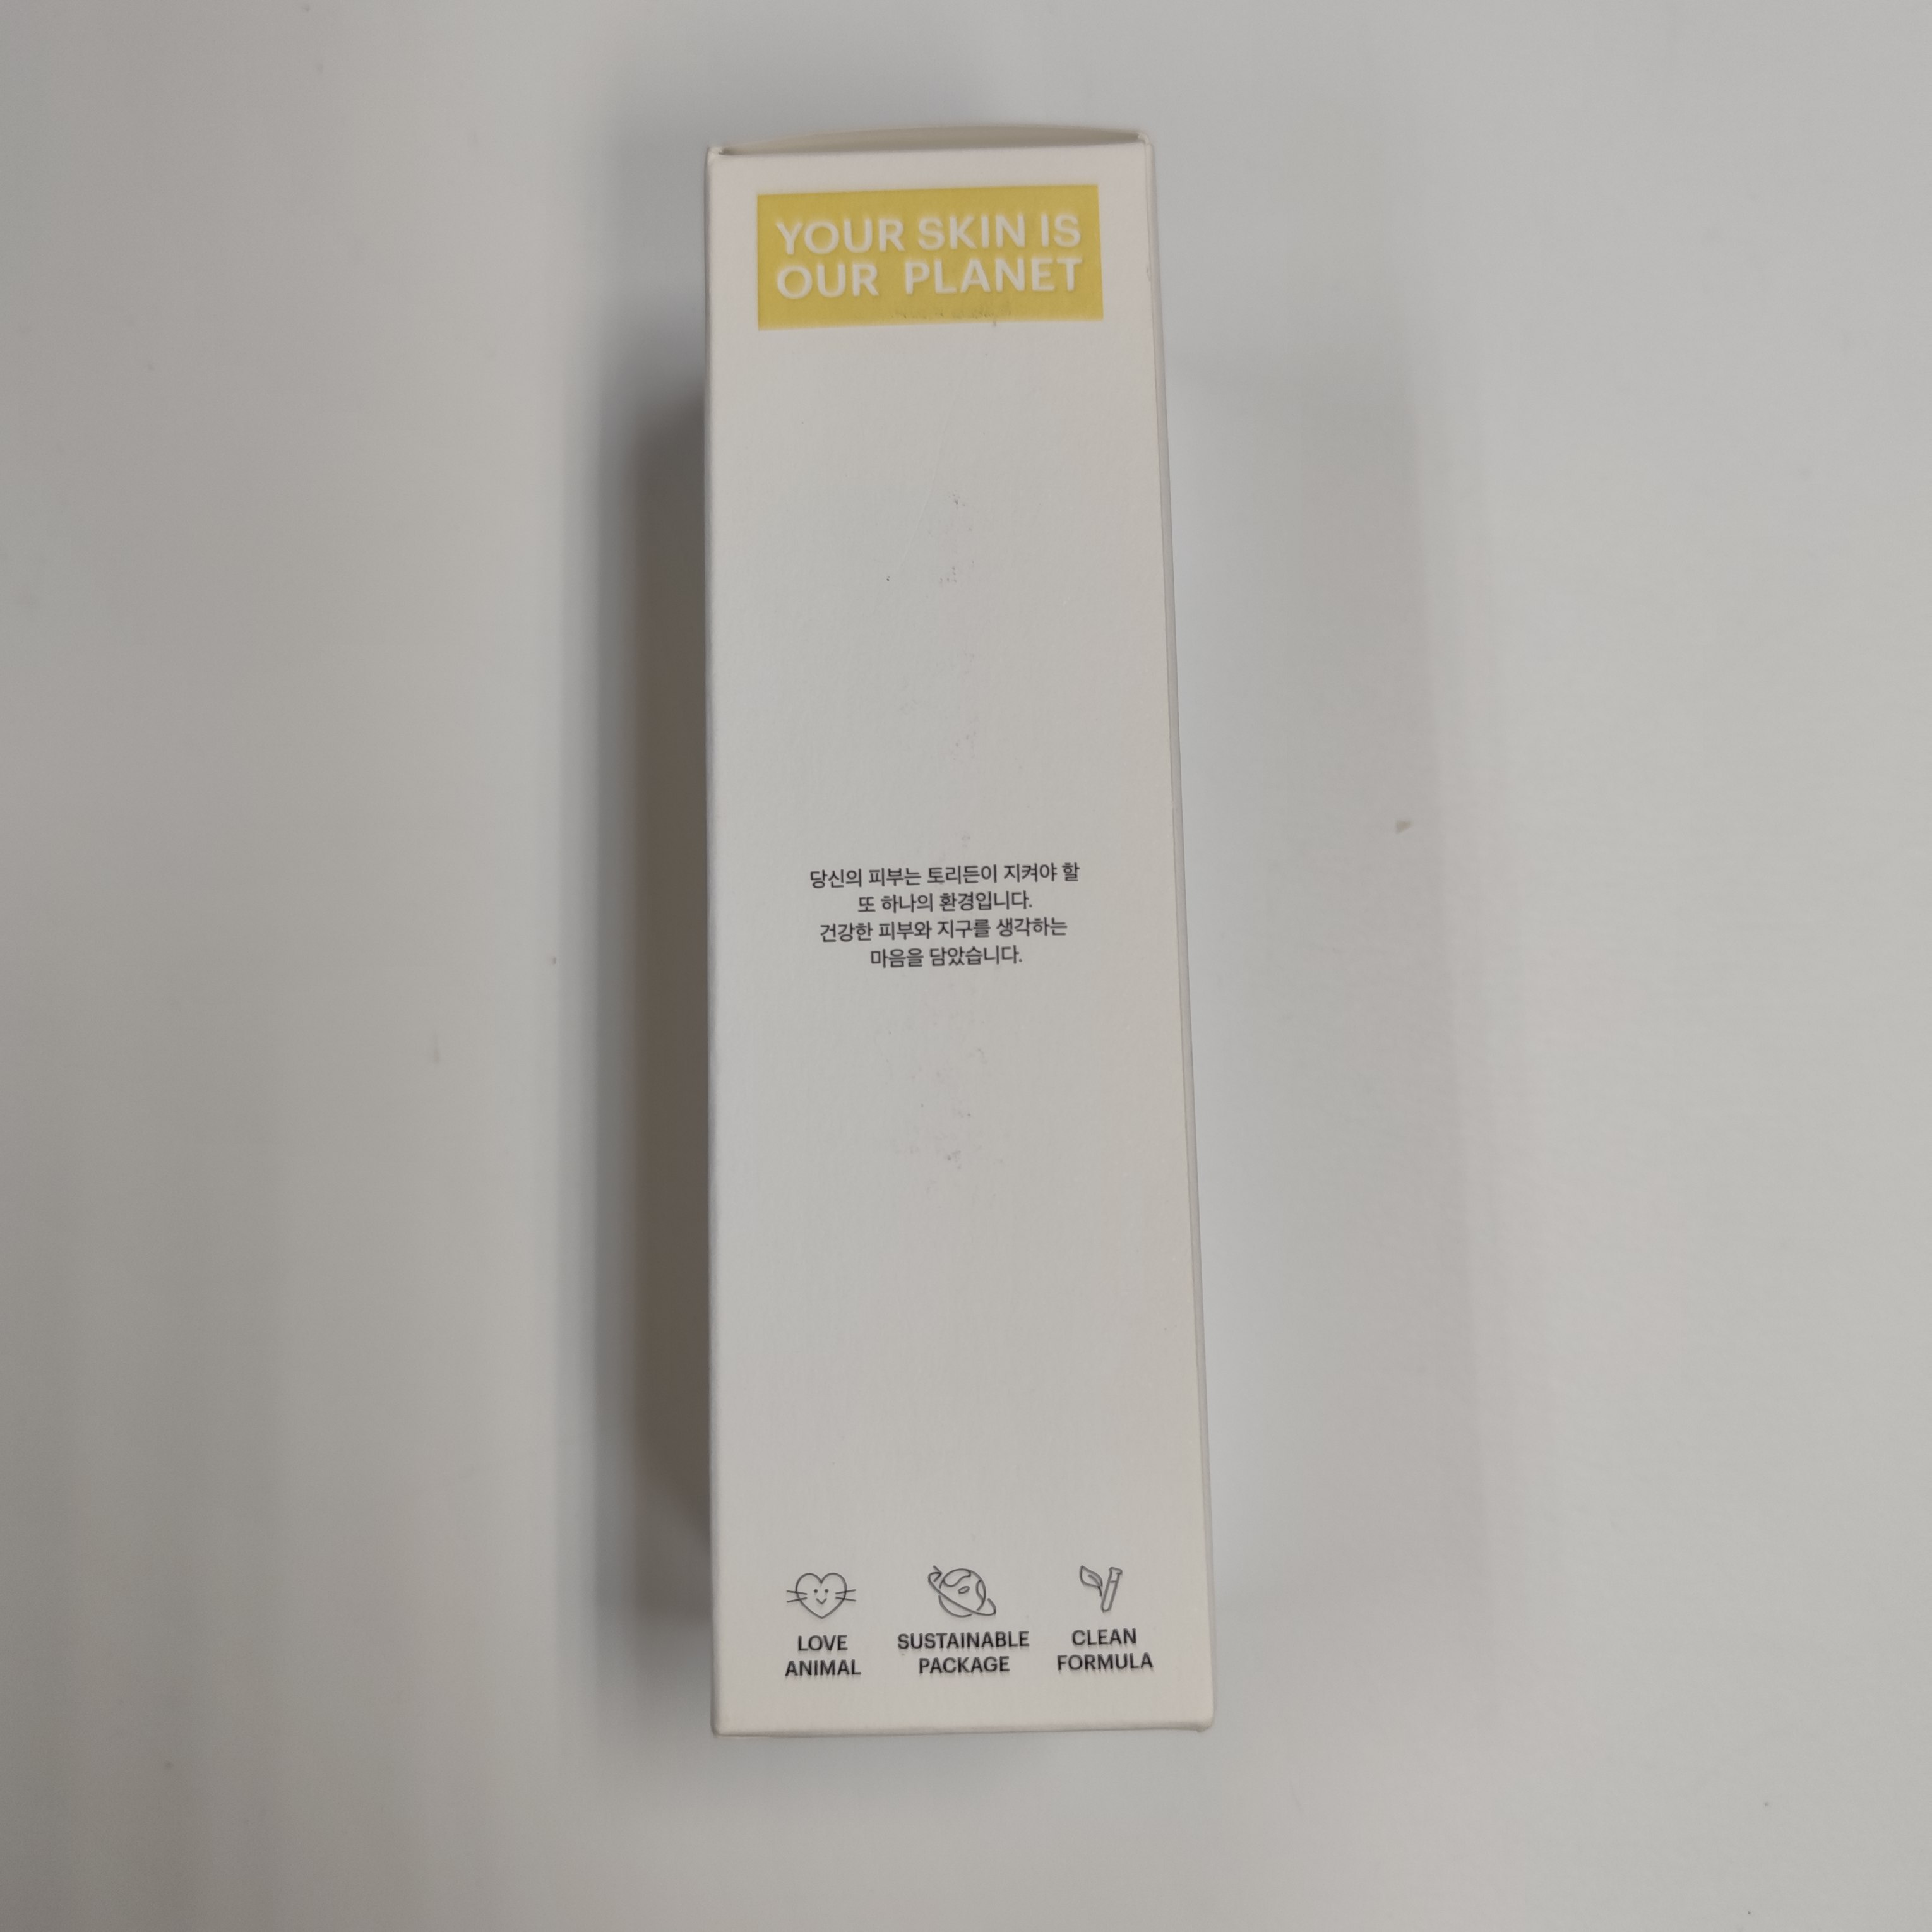 YOUR SKIN IS
OUR PLANET
당신의 피부는 토리든이 지켜야 할
또 하나의 환경입니다.
건강한 피부와 지구를 생각하는
마음을 담았습니다.
LOVE
ANIMAL
SUSTAINABLE
PACKAGE
CLEAN
FORMULA